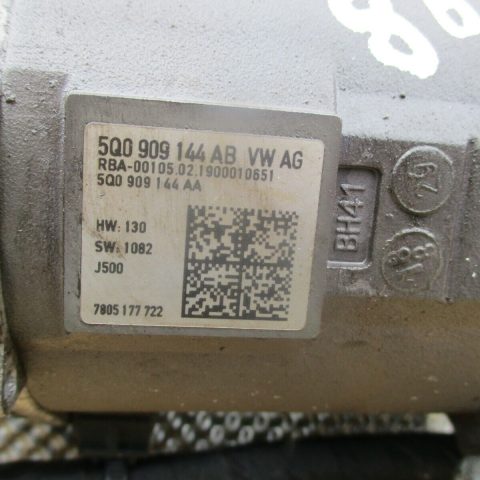 5Q0 909 144 AB VW AG
RBA-00105.02.1900010651
5Q0 909 144 AA
HW: 130
SW: 1082
J500
7805 177 722
BH41